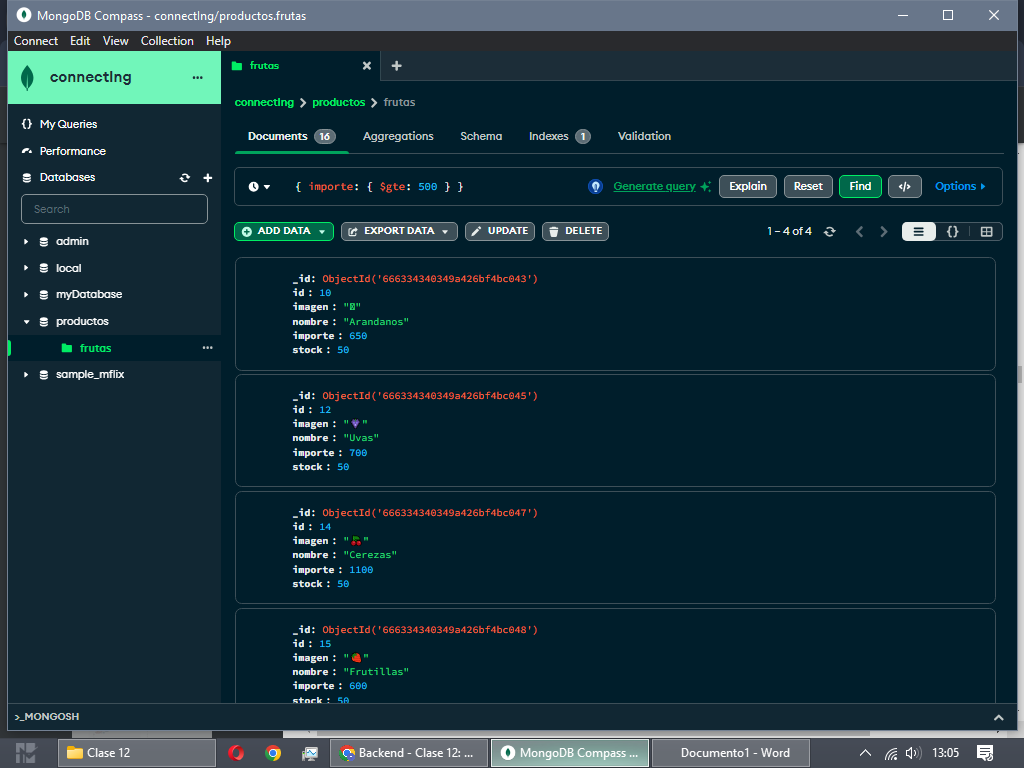 MongoDB Compass - connectIng/productos.frutas
Connect Edit View Collection Help
connectIng ...
frutas
My Queries
Performance
Databases
Search
admin
local
myDatabase
productos
frutas
sample_mflix
connectIng > productos > frutas
Documents 16 Aggregations Schema Indexes 1 Validation
{ importe: { $gte: 500 } } Generate query Explain Reset Find </> Options
ADD DATA EXPORT DATA UPDATE DELETE 1 – 4 of 4 {}
_id: ObjectId('666334340349a426bf4bc043')
id : 10
imagen : ""
nombre : "Arandanos"
importe : 650
stock : 50
_id: ObjectId('666334340349a426bf4bc045')
id : 12
imagen : "🍇"
nombre : "Uvas"
importe : 700
stock : 50
_id: ObjectId('666334340349a426bf4bc047')
id : 14
imagen : "🍒"
nombre : "Cerezas"
importe : 1100
stock : 50
_id: ObjectId('666334340349a426bf4bc048')
id : 15
imagen : "🍓"
nombre : "Frutillas"
importe : 600
stock : 50
>_MONGOSH
Clase 12 Backend - Clase 12: ... MongoDB Compass ... Documento1 - Word 13:05